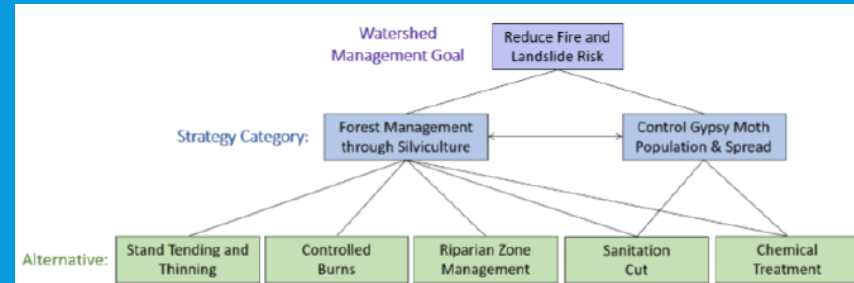 Watershed
Management Goal
Reduce Fire and
Landslide Risk
Strategy Category:
Forest Management
through Silviculture
Control Gypsy Moth
Population & Spread
Alternative:
Stand Tending and
Thinning
Controlled
Burns
Riparian Zone
Management
Sanitation
Cut
Chemical
Treatment